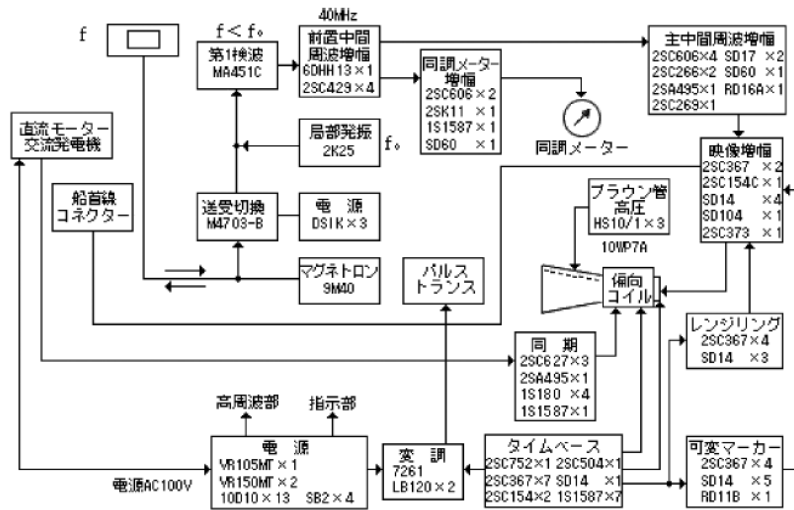 40MHz
f
f<f₀
第1検波
MA451C
前置中間
周波増幅
6DHH13×1
2SC429×4
同調メーター
増幅
2SC606×2
2SK11 ×1
1S1587×1
SD60 ×1
同調メーター
主中間周波増幅
2SC606×4 SD17 ×2
2SC266×2 SD60 ×1
2SA495×1 RD16A×1
2SC269×1
直流モーター
交流発電機
局部発振
2K25
f₀
船首線
コネクター
送受切換
M4703-B
電 源
DS1K×3
ブラウン管
高圧
HS10/1×3
10WP7A
映像増幅
2SC367 ×2
2SC154C×1
SD14 ×4
SD104 ×1
2SC373 ×1
マグネトロン
9M40
パルス
トランス
偏向
コイル
同 期
2SC627×3
2SA495×1
1S180 ×4
1S1587×1
レンジリング
2SC367×4
SD14 ×3
高周波部
指示部
電 源
VR105MT×1
VR150MT×2
10D10×13 SB2×4
電源AC100V
変 調
7261
LB120×2
タイムベース
2SC752×1 2SC504×1
2SC367×7 SD14 ×1
2SC154×2 1S1587×7
可変マーカー
2SC367×4
SD14 ×5
RD11B ×1